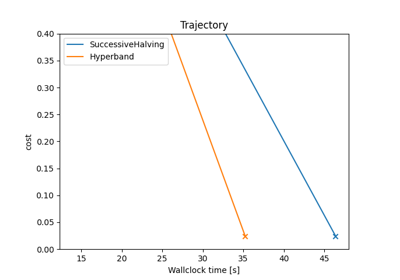 Trajectory
0.40
0.35
0.30
0.25
0.20
0.15
0.10
0.05
0.00
cost
SuccessiveHalving
Hyperband
15 20 25 30 35 40 45
Wallclock time [s]